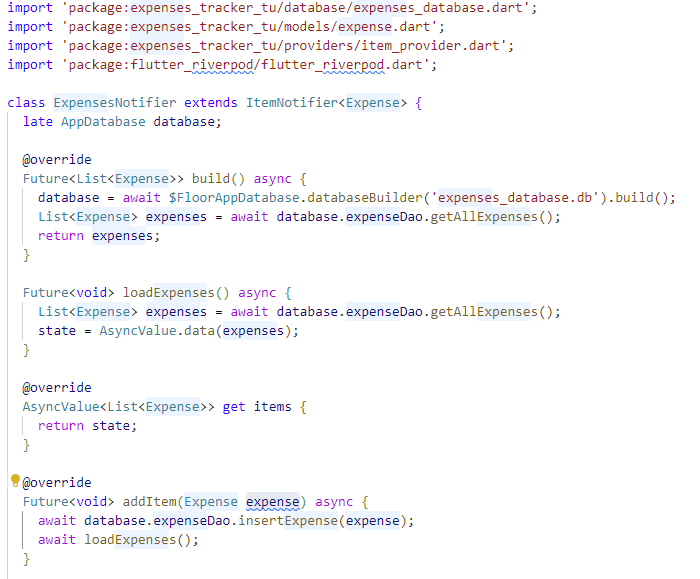 import 'package:expenses_tracker_tu/database/expenses_database.dart';
import 'package:expenses_tracker_tu/models/expense.dart';
import 'package:expenses_tracker_tu/providers/item_provider.dart';
import 'package:flutter_riverpod/flutter_riverpod.dart';

class ExpensesNotifier extends ItemNotifier<Expense> {
  late AppDatabase database;

  @override
  Future<List<Expense>> build() async {
    database = await $FloorAppDatabase.databaseBuilder('expenses_database.db').build();
    List<Expense> expenses = await database.expenseDao.getAllExpenses();
    return expenses;
  }

  Future<void> loadExpenses() async {
    List<Expense> expenses = await database.expenseDao.getAllExpenses();
    state = AsyncValue.data(expenses);
  }

  @override
  AsyncValue<List<Expense>> get items {
    return state;
  }

  @override
  Future<void> addItem(Expense expense) async {
    await database.expenseDao.insertExpense(expense);
    await loadExpenses();
  }